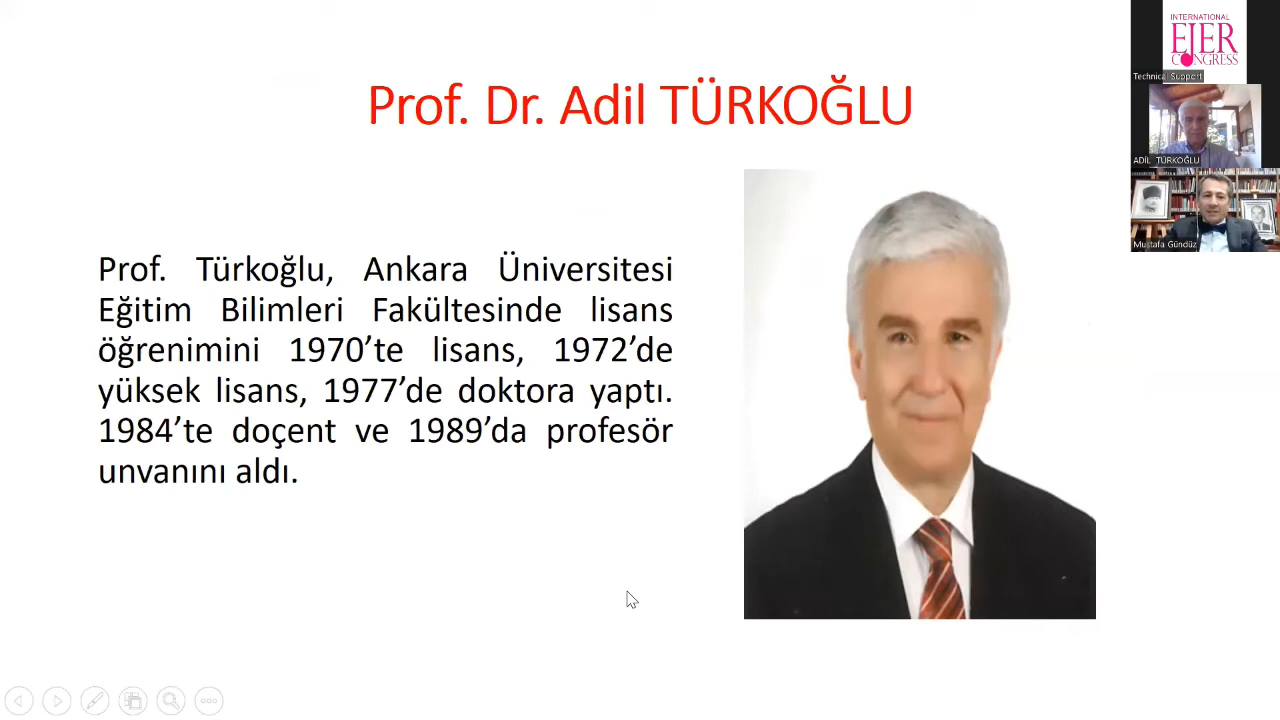 Prof. Dr. Adil TÜRKOĞLU
Prof. Türkoğlu, Ankara Üniversitesi
Eğitim Bilimleri Fakültesinde lisans
öğrenimini 1970’te lisans, 1972’de
yüksek lisans, 1977’de doktora yaptı.
1984’te doçent ve 1989’da profesör
unvanını aldı.
INTERNATIONAL
EJER
CONGRESS
Technical Support
ADİL TÜRKOĞLU
Mustafa Gündüz